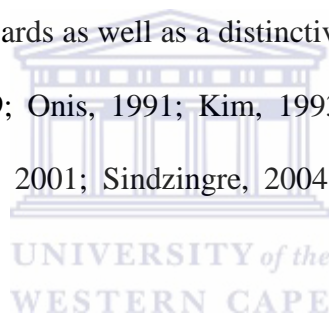 ards as well as a distinctiv
; Onis, 1991; Kim, 199
2001; Sindzingre, 2004
UNIVERSITY of the
WESTERN CAPE